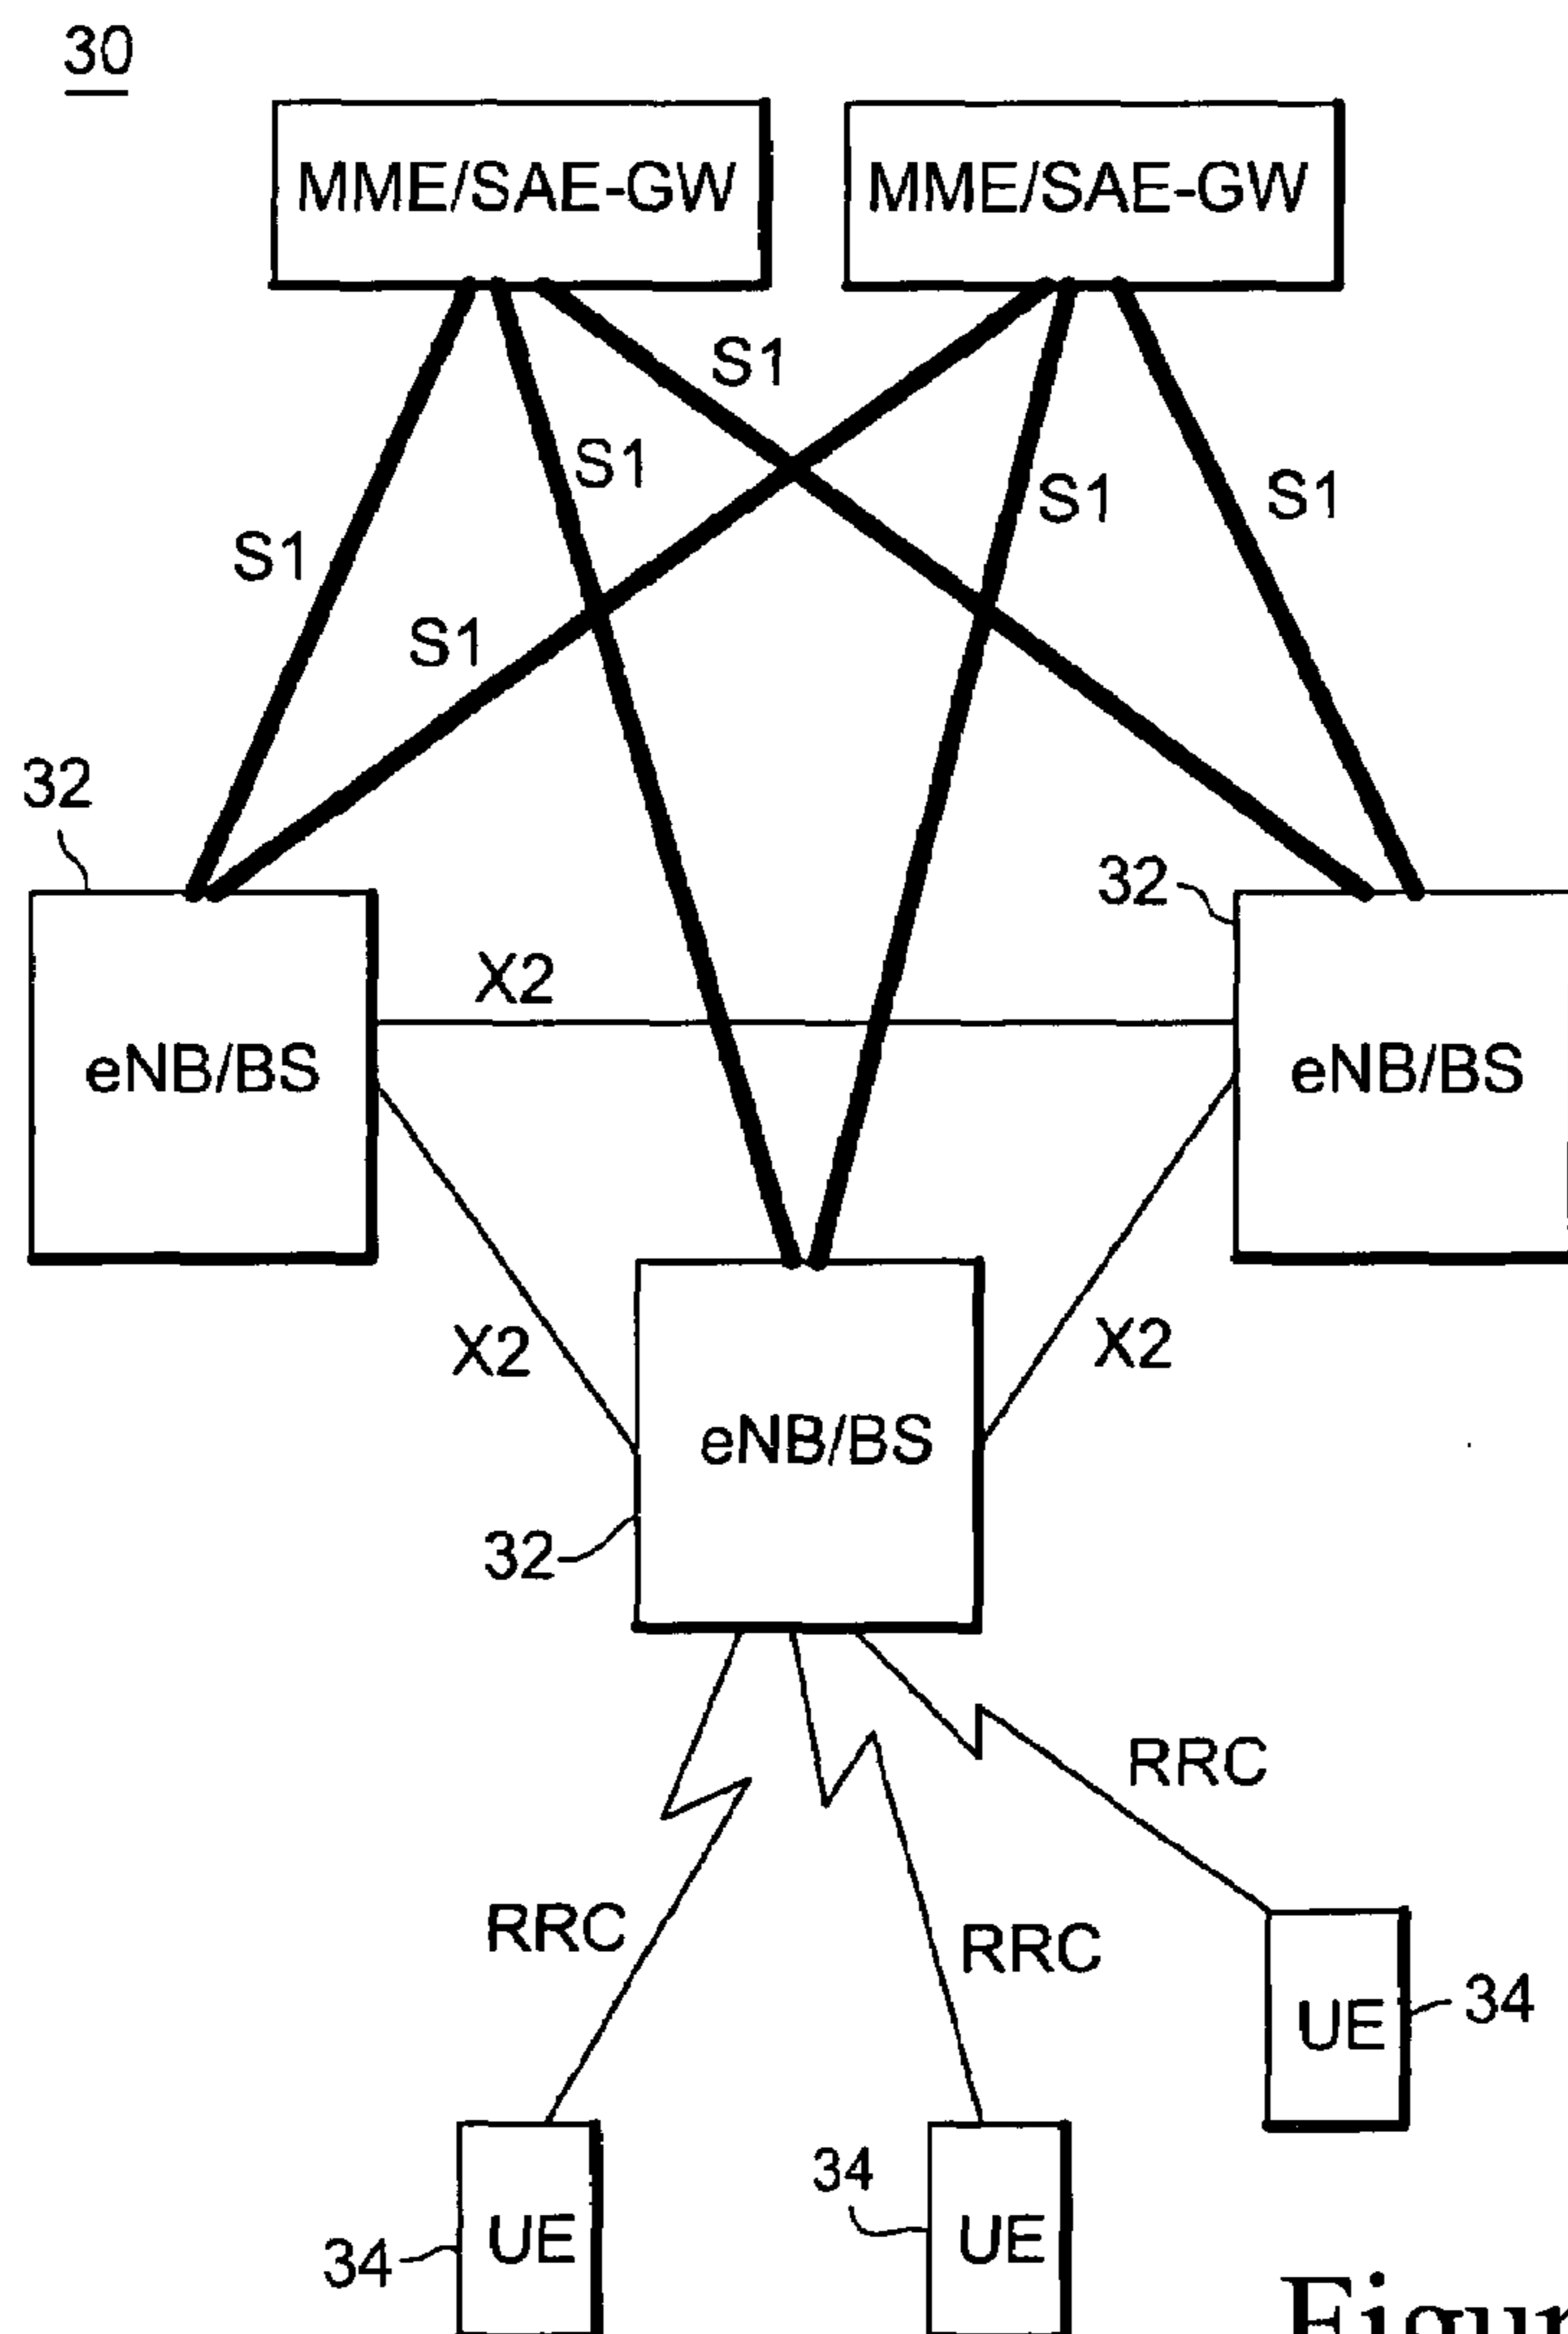 30
MME/SAE-GW MME/SAE-GW
S1
S1
S1
S1
S1
S1
32
32
X2
eNB/BS
eNB/BS
X2
X2
eNB/BS
32
RRC
RRC
RRC
UE
34
34
UE
34
UE